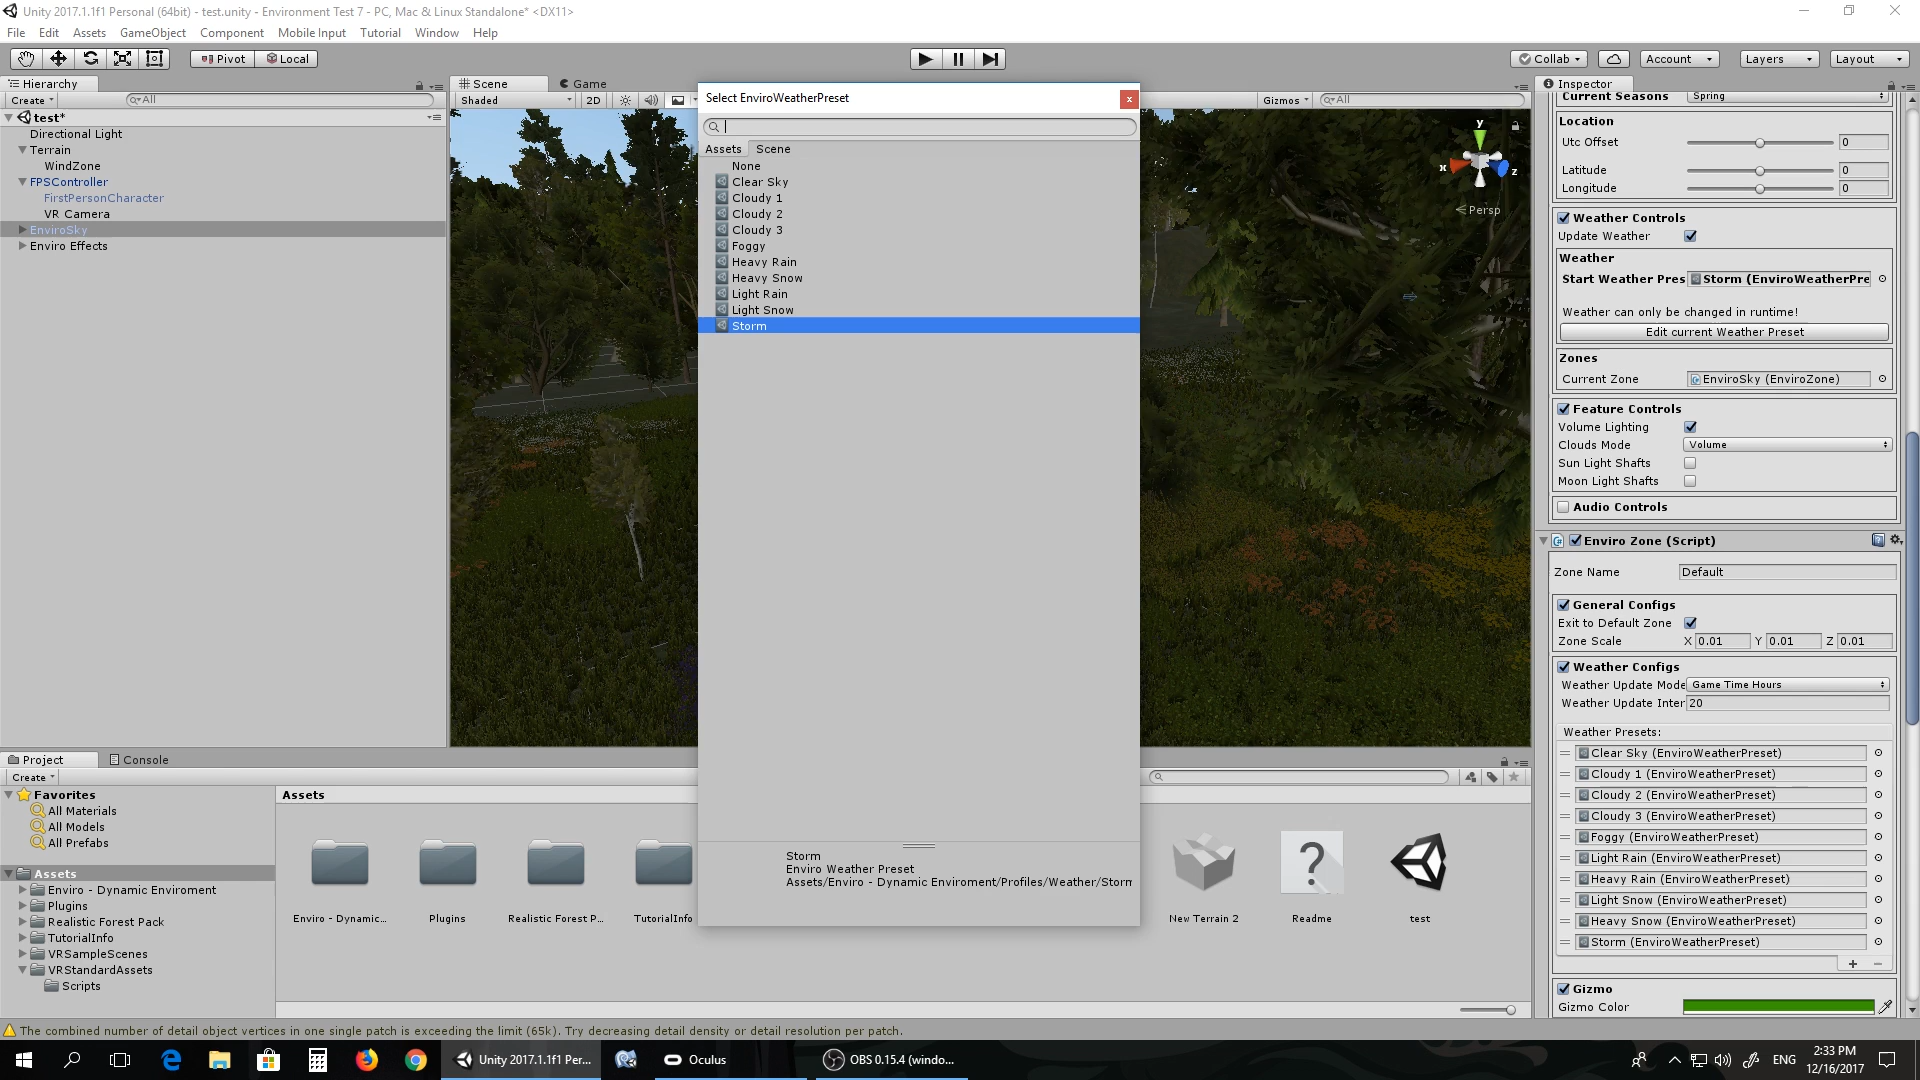 Unity 2017.1.1f1 Personal (64bit) - test.unity - Environment Test 7 - PC, Mac & Linux Standalone* <DX11>
File Edit Assets GameObject Component Mobile Input Tutorial Window Help
Pivot Local Collab Account Layers Layout
Hierarchy
Create All
test*
Directional Light
Terrain
WindZone
FPSController
FirstPersonCharacter
VR Camera
EnviroSky
Enviro Effects
Scene Game
Shaded 2D Gizmos All
y
x
z
Persp
Select EnviroWeatherPreset
x
Assets Scene
None
Clear Sky
Cloudy 1
Cloudy 2
Cloudy 3
Foggy
Heavy Rain
Heavy Snow
Light Rain
Light Snow
Storm
Storm
Enviro Weather Preset
Assets/Enviro - Dynamic Enviroment/Profiles/Weather/Storm
Inspector
Current Seasons Spring
Location
Utc Offset 0
Latitude 0
Longitude 0
Weather Controls
Update Weather
Weather
Start Weather Pres Storm (EnviroWeatherPre
Weather can only be changed in runtime!
Edit current Weather Preset
Zones
Current Zone EnviroSky (EnviroZone)
Feature Controls
Volume Lighting
Clouds Mode Volume
Sun Light Shafts
Moon Light Shafts
Audio Controls
Enviro Zone (Script)
Zone Name Default
General Configs
Exit to Default Zone
Zone Scale X 0.01 Y 0.01 Z 0.01
Weather Configs
Weather Update Mode Game Time Hours
Weather Update Inter 20
Weather Presets:
Clear Sky (EnviroWeatherPreset)
Cloudy 1 (EnviroWeatherPreset)
Cloudy 2 (EnviroWeatherPreset)
Cloudy 3 (EnviroWeatherPreset)
Foggy (EnviroWeatherPreset)
Light Rain (EnviroWeatherPreset)
Heavy Rain (EnviroWeatherPreset)
Light Snow (EnviroWeatherPreset)
Heavy Snow (EnviroWeatherPreset)
Storm (EnviroWeatherPreset)
+ -
Gizmo
Gizmo Color
Project Console
Create
Favorites
All Materials
All Models
All Prefabs
Assets
Enviro - Dynamic Enviroment
Plugins
Realistic Forest Pack
TutorialInfo
VRSampleScenes
VRStandardAssets
Scripts
Assets
Enviro - Dynamic... Plugins Realistic Forest P... TutorialInfo New Terrain 2 Readme test
The combined number of detail object vertices in one single patch is exceeding the limit (65k). Try decreasing detail density or detail resolution per patch.
Unity 2017.1.1f1 Per... Oculus OBS 0.15.4 (windo... ENG 2:33 PM
12/16/2017